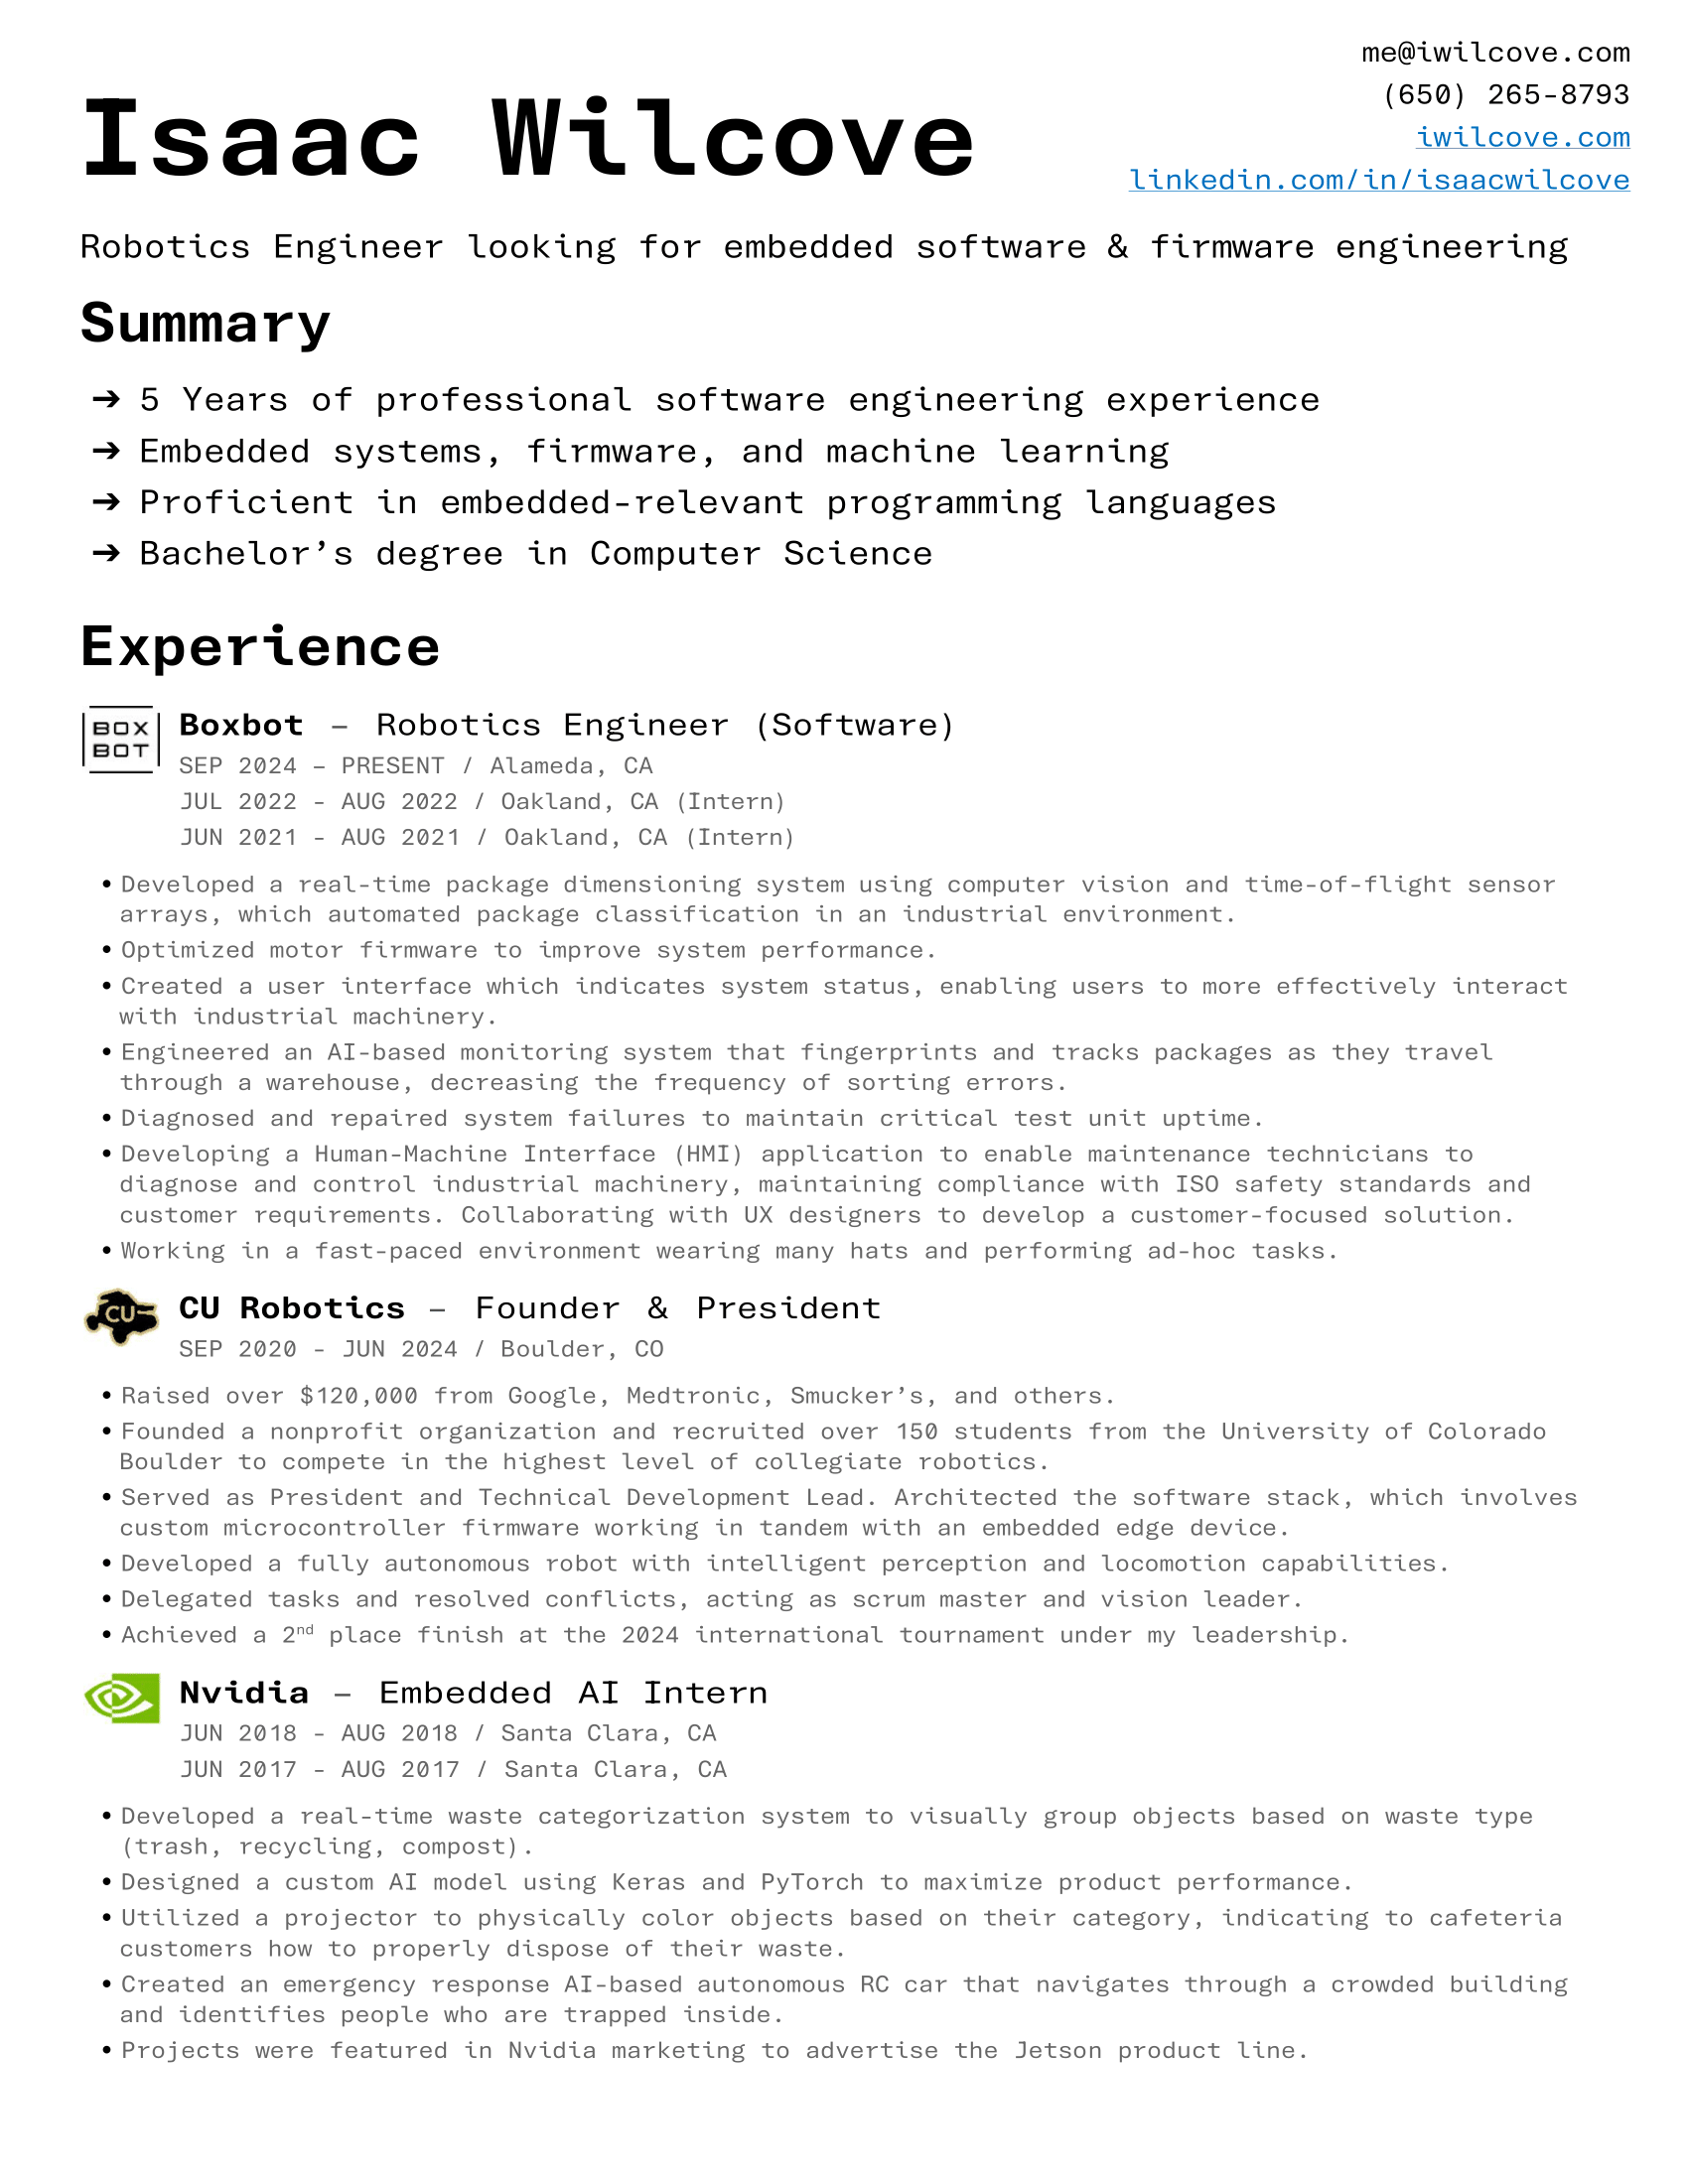 me@iwilcove.com
(650) 265-8793
iwilcove.com
linkedin.com/in/isaacwilcove
Isaac Wilcove
Robotics Engineer looking for embedded software & firmware engineering
Summary
➔ 5 Years of professional software engineering experience
➔ Embedded systems, firmware, and machine learning
➔ Proficient in embedded-relevant programming languages
➔ Bachelor’s degree in Computer Science
Experience
BOX
BOT
Boxbot – Robotics Engineer (Software)
SEP 2024 – PRESENT / Alameda, CA
JUL 2022 - AUG 2022 / Oakland, CA (Intern)
JUN 2021 - AUG 2021 / Oakland, CA (Intern)
• Developed a real-time package dimensioning system using computer vision and time-of-flight sensor
arrays, which automated package classification in an industrial environment.
• Optimized motor firmware to improve system performance.
• Created a user interface which indicates system status, enabling users to more effectively interact
with industrial machinery.
• Engineered an AI-based monitoring system that fingerprints and tracks packages as they travel
through a warehouse, decreasing the frequency of sorting errors.
• Diagnosed and repaired system failures to maintain critical test unit uptime.
• Developing a Human-Machine Interface (HMI) application to enable maintenance technicians to
diagnose and control industrial machinery, maintaining compliance with ISO safety standards and
customer requirements. Collaborating with UX designers to develop a customer-focused solution.
• Working in a fast-paced environment wearing many hats and performing ad-hoc tasks.
CU
CU Robotics – Founder & President
SEP 2020 - JUN 2024 / Boulder, CO
• Raised over $120,000 from Google, Medtronic, Smucker’s, and others.
• Founded a nonprofit organization and recruited over 150 students from the University of Colorado
Boulder to compete in the highest level of collegiate robotics.
• Served as President and Technical Development Lead. Architected the software stack, which involves
custom microcontroller firmware working in tandem with an embedded edge device.
• Developed a fully autonomous robot with intelligent perception and locomotion capabilities.
• Delegated tasks and resolved conflicts, acting as scrum master and vision leader.
• Achieved a 2nd place finish at the 2024 international tournament under my leadership.
Nvidia – Embedded AI Intern
JUN 2018 - AUG 2018 / Santa Clara, CA
JUN 2017 - AUG 2017 / Santa Clara, CA
• Developed a real-time waste categorization system to visually group objects based on waste type
(trash, recycling, compost).
• Designed a custom AI model using Keras and PyTorch to maximize product performance.
• Utilized a projector to physically color objects based on their category, indicating to cafeteria
customers how to properly dispose of their waste.
• Created an emergency response AI-based autonomous RC car that navigates through a crowded building
and identifies people who are trapped inside.
• Projects were featured in Nvidia marketing to advertise the Jetson product line.